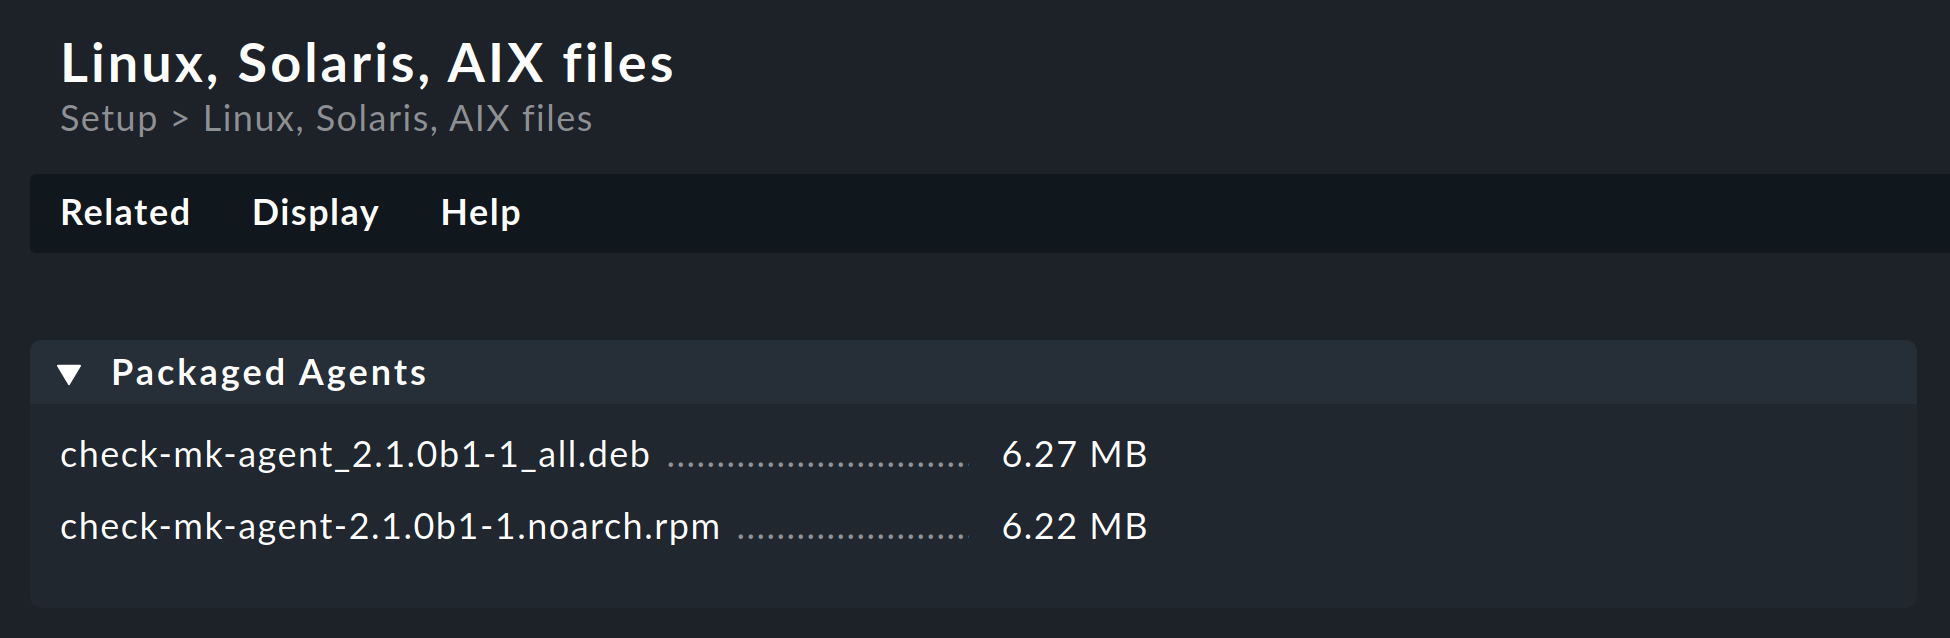 Linux, Solaris, AIX files
Setup > Linux, Solaris, AIX files
Related Display Help
Packaged Agents
check-mk-agent_2.1.0b1-1_all.deb .............................. 6.27 MB
check-mk-agent-2.1.0b1-1.noarch.rpm ....................... 6.22 MB